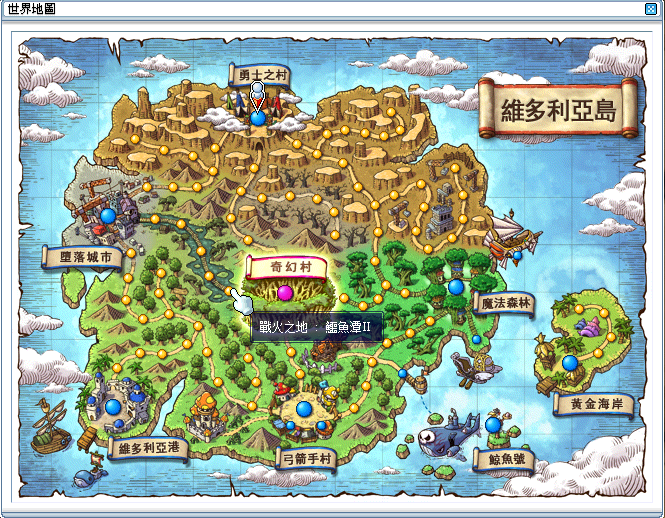 世界地圖
勇士之村
維多利亞島
墮落城市
奇幻村
魔法森林
戰火之地：鱷魚潭II
黃金海岸
維多利亞港
弓箭手村
鯨魚號